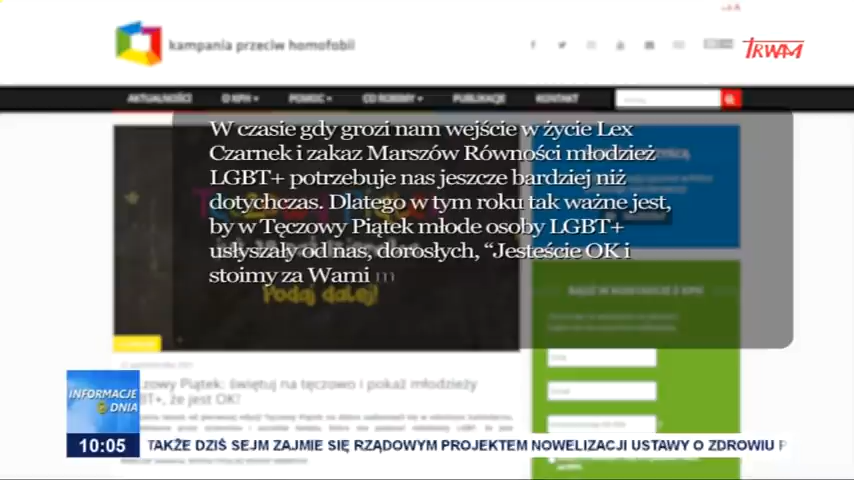 kampania przeciw homofobii
TRWAM
AKTUALNOŚCI O KPH POMOC CO ROBIMY PUBLIKACJE KONTAKT
W czasie gdy grozi nam wejście w życie Lex
Czarnek i zakaz Marszów Równości młodzież
LGBT+ potrzebuje nas jeszcze bardziej niż
dotychczas. Dlatego w tym roku tak ważne jest,
by w Tęczowy Piątek młode osoby LGBT+
usłyszały od nas, dorosłych, “Jesteście OK i
stoimy za Wami m
Podaj dalej!
zowy Piątek: świętuj na tęczowo i pokaż młodzieży
BT+, że jest OK!
INFORMACJE
DNIA
10:05
TAKŻE DZIŚ SEJM ZAJMIE SIĘ RZĄDOWYM PROJEKTEM NOWELIZACJI USTAWY O ZDROWIU P